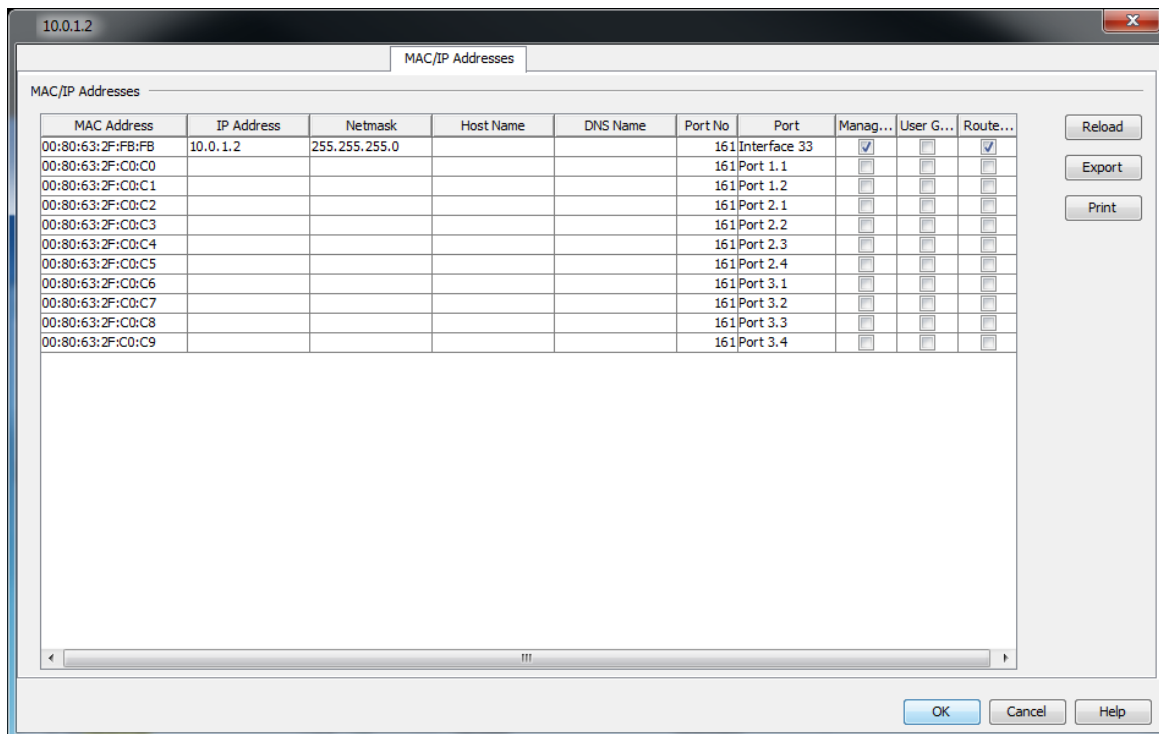 10.0.1.2
MAC/IP Addresses
MAC/IP Addresses
MAC Address IP Address Netmask Host Name DNS Name Port No Port Manag... User G... Route...
00:80:63:2F:FB:FB 10.0.1.2 255.255.255.0 161 Interface 33
00:80:63:2F:C0:C0 161 Port 1.1
00:80:63:2F:C0:C1 161 Port 1.2
00:80:63:2F:C0:C2 161 Port 2.1
00:80:63:2F:C0:C3 161 Port 2.2
00:80:63:2F:C0:C4 161 Port 2.3
00:80:63:2F:C0:C5 161 Port 2.4
00:80:63:2F:C0:C6 161 Port 3.1
00:80:63:2F:C0:C7 161 Port 3.2
00:80:63:2F:C0:C8 161 Port 3.3
00:80:63:2F:C0:C9 161 Port 3.4
Reload
Export
Print
OK Cancel Help